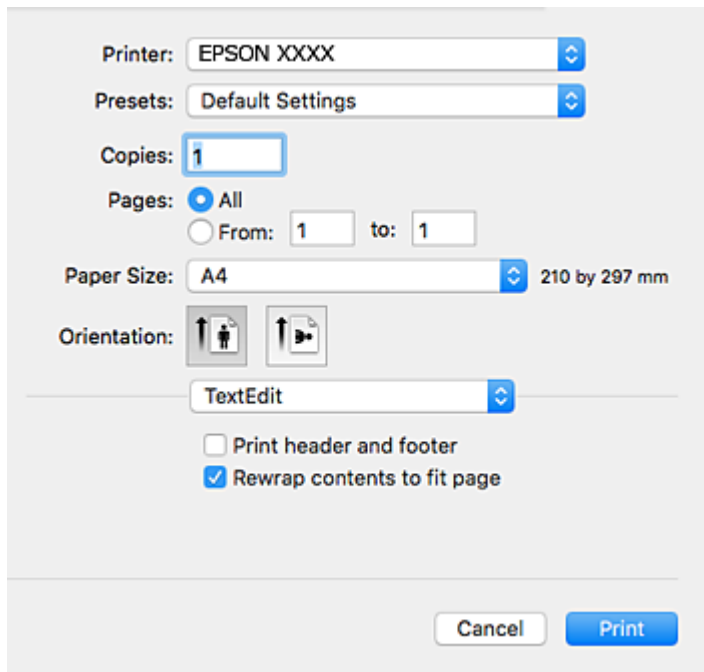 Printer: EPSON XXXX
Presets: Default Settings
Copies: 1
Pages: All
From: 1 to: 1
Paper Size: A4 210 by 297 mm
Orientation:
TextEdit
Print header and footer
Rewrap contents to fit page
Cancel Print